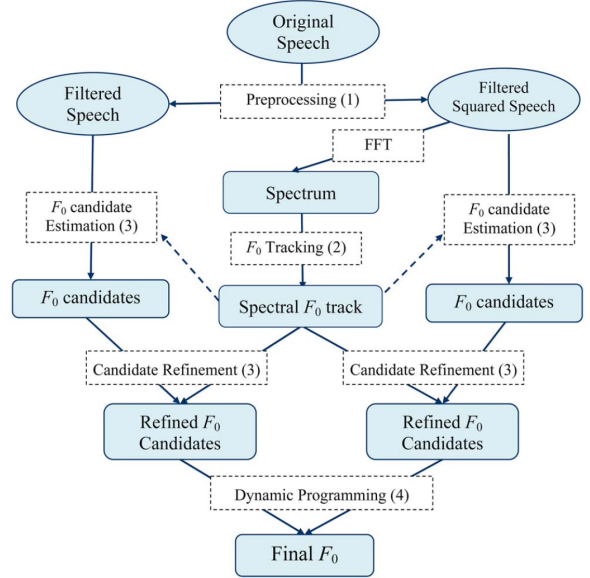 Original
Speech
Filtered
Speech
Preprocessing (1)
Filtered
Squared Speech
FFT
Spectrum
F₀ candidate
Estimation (3)
F₀ Tracking (2)
F₀ candidate
Estimation (3)
F₀ candidates
Spectral F₀ track
F₀ candidates
Candidate Refinement (3)
Candidate Refinement (3)
Refined F₀
Candidates
Refined F₀
Candidates
Dynamic Programming (4)
Final F₀